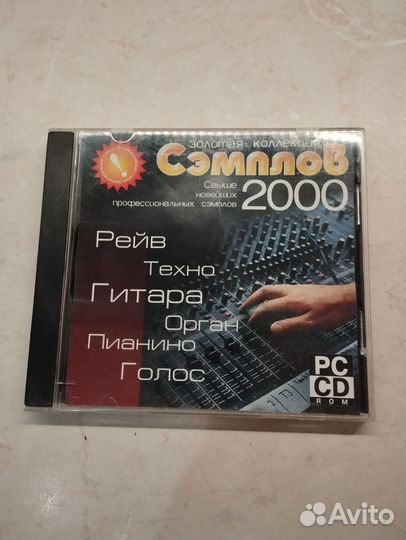 золотая коллекция
Сэмплов
Свыше
новейших
профессиональных сэмплов
2000
Рейв
Техно
Гитара
Орган
Пианино
Голос
PC
CD
ROM
Avito